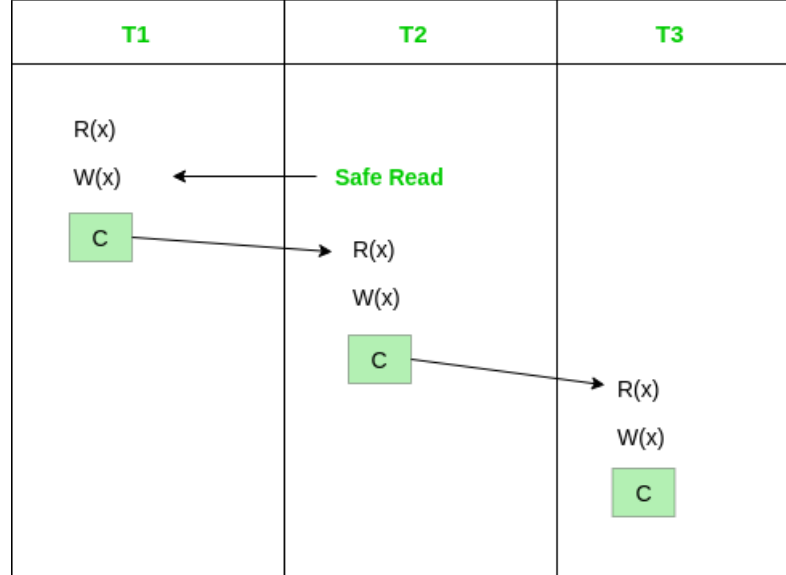 T1 T2 T3
R(x)
W(x) Safe Read
C
R(x)
W(x)
C
R(x)
W(x)
C